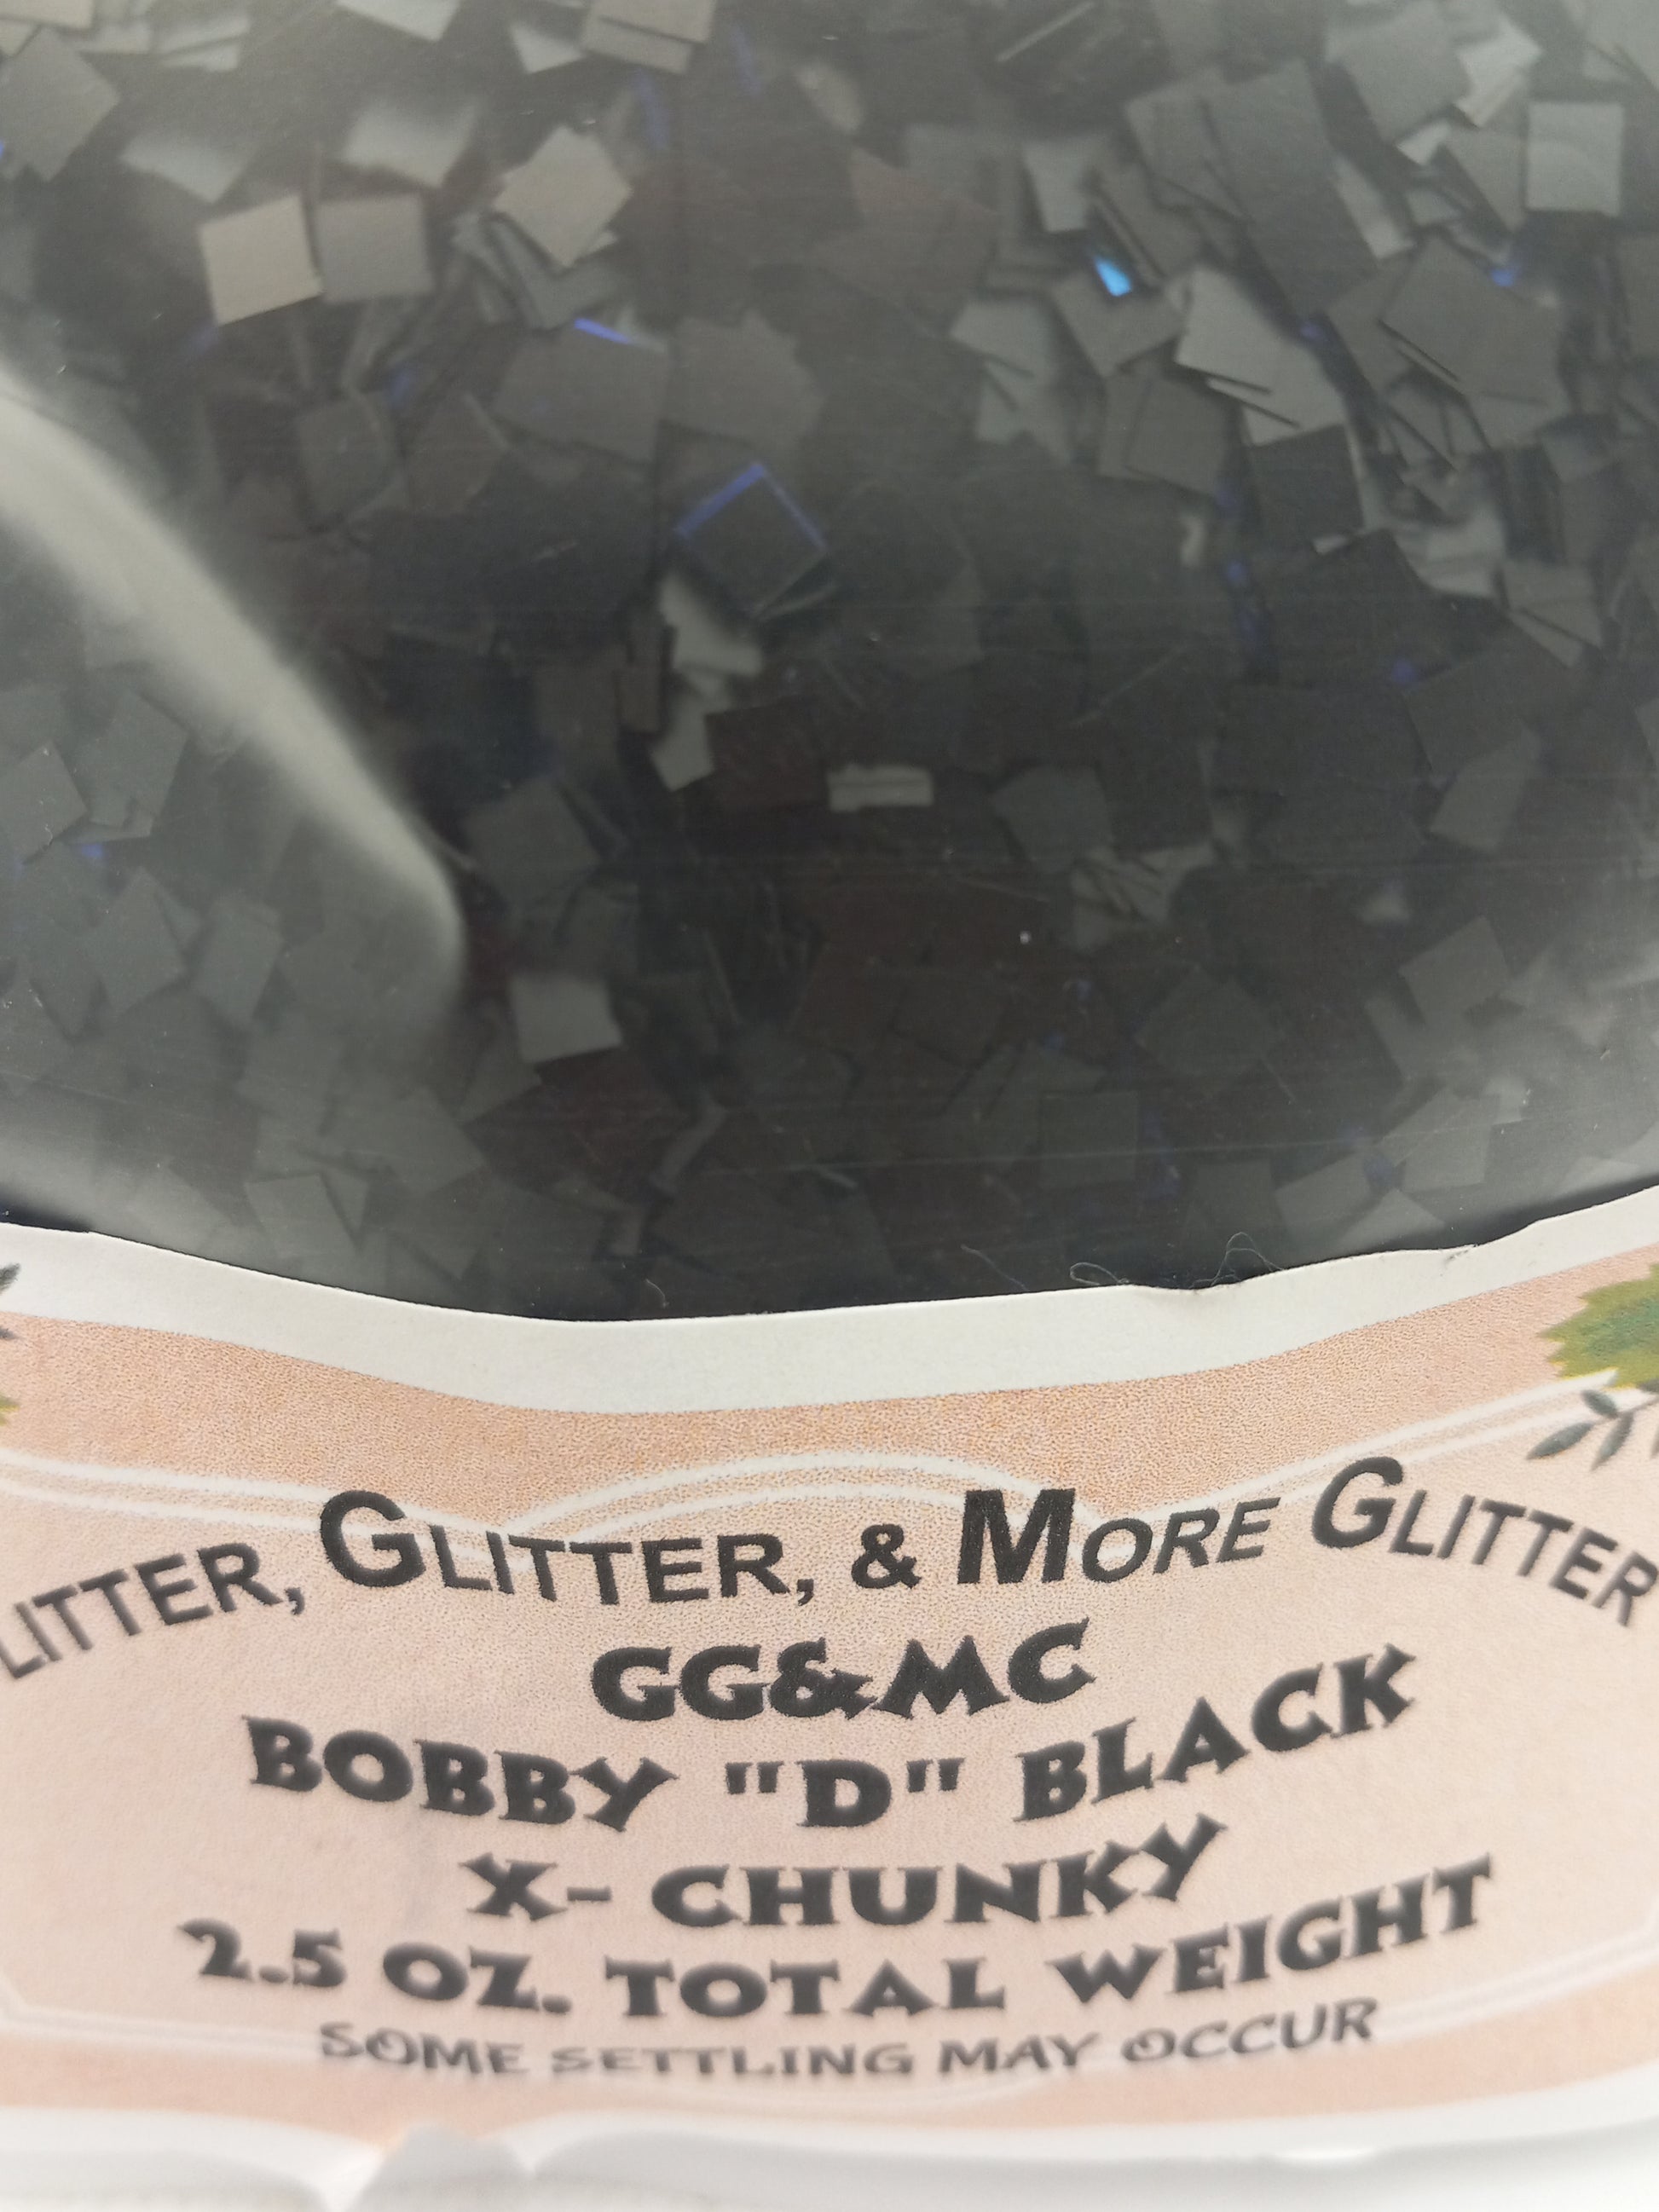 LITTER, GLITTER, & MORE GLITTER
GG&MC
BOBBY "D" BLACK
X- CHUNKY
2.5 OZ. TOTAL WEIGHT
SOME SETTLING MAY OCCUR